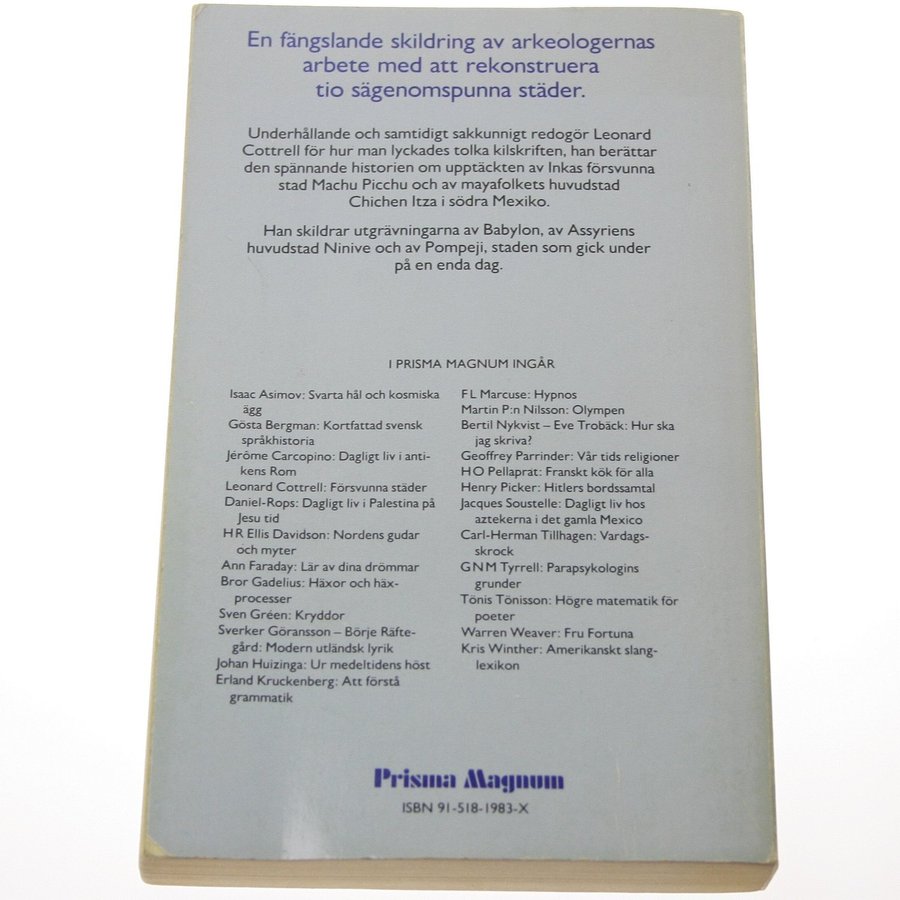 En fängslande skildring av arkeologernas
arbete med att rekonstruera
tio sägenomspunna städer.
Underhållande och samtidigt sakkunnigt redogör Leonard
Cottrell för hur man lyckades tolka kilskriften, han berättar
den spännande historien om upptäckten av Inkas försvunna
stad Machu Picchu och av mayafolkets huvudstad
Chichen Itza i södra Mexiko.
Han skildrar utgrävningarna av Babylon, av Assyriens
huvudstad Ninive och av Pompeji, staden som gick under
på en enda dag.
I PRISMA MAGNUM INGÅR
Isaac Asimov: Svarta hål och kosmiska
ägg
Gösta Bergman: Kortfattad svensk
språkhistoria
Jérôme Carcopino: Dagligt liv i anti-
kens Rom
Leonard Cottrell: Försvunna städer
Daniel-Rops: Dagligt liv i Palestina på
Jesu tid
H R Ellis Davidson: Nordens gudar
och myter
Ann Faraday: Lär av dina drömmar
Bror Gadelius: Häxor och häx-
processer
Sven Gréen: Kryddor
Sverker Göransson – Börje Räfte-
gård: Modern utländsk lyrik
Johan Huizinga: Ur medeltidens höst
Erland Kruckenberg: Att förstå
grammatik
F L Marcuse: Hypnos
Martin P:n Nilsson: Olympen
Bertil Nykvist – Eve Trobäck: Hur ska
jag skriva?
Geoffrey Parrinder: Vår tids religioner
H O Pellaprat: Franskt kök för alla
Henry Picker: Hitlers bordssamtal
Jacques Soustelle: Dagligt liv hos
aztekerna i det gamla Mexico
Carl-Herman Tillhagen: Vardags-
skrock
G N M Tyrrell: Parapsykologins
grunder
Tönis Tönisson: Högre matematik för
poeter
Warren Weaver: Fru Fortuna
Kris Winther: Amerikanskt slang-
lexikon
Prisma Magnum
ISBN 91-518-1983-X